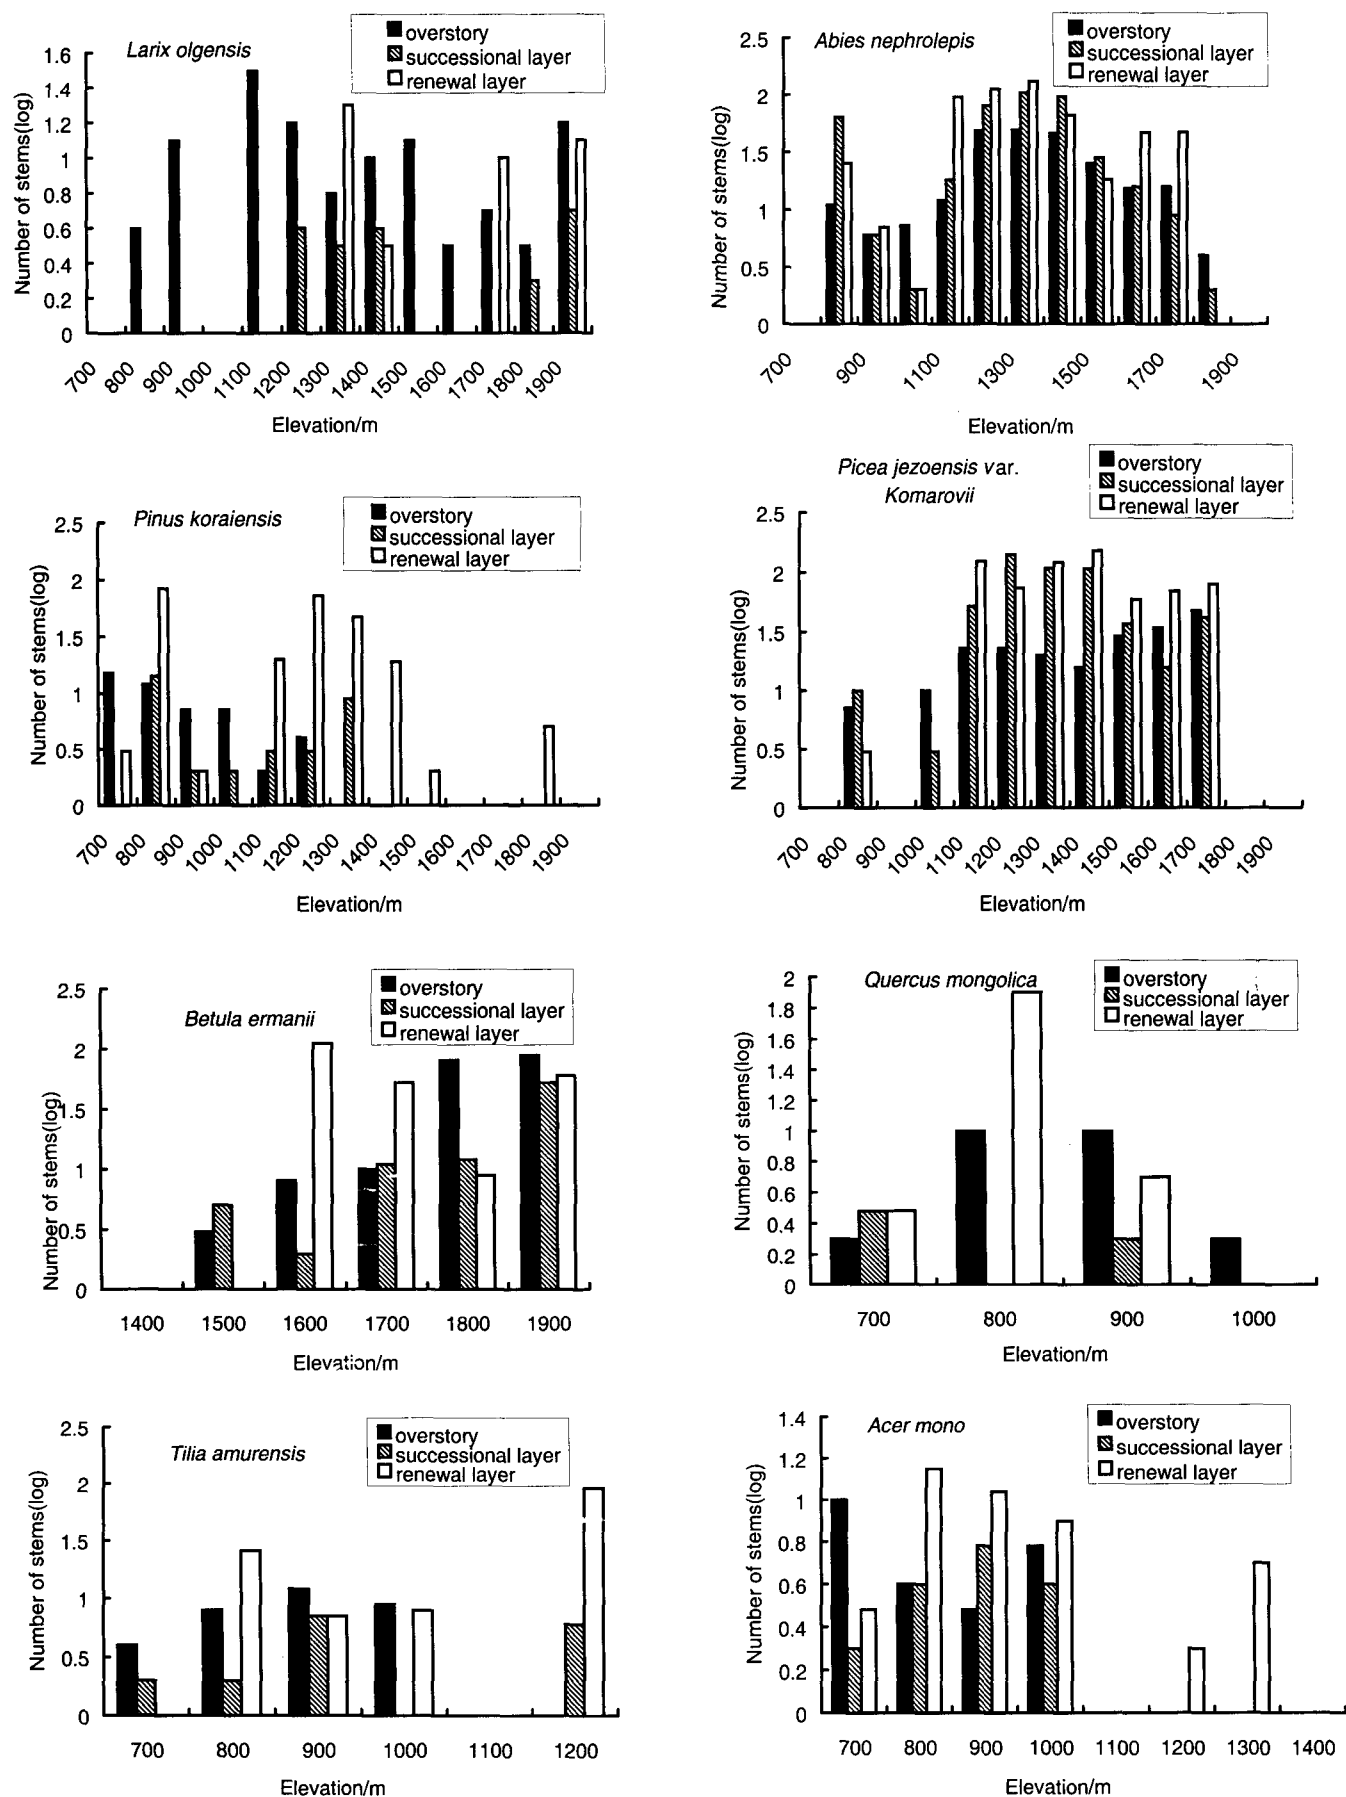 Larix olgensis
overstory
successional layer
renewal layer
Number of stems(log)
1.6
1.4
1.2
1
0.8
0.6
0.4
0.2
0
700 800 900 1000 1100 1200 1300 1400 1500 1600 1700 1800 1900
Elevation/m
Abies nephrolepis
overstory
successional layer
renewal layer
Number of stems(log)
2.5
2
1.5
1
0.5
0
700 900 1100 1300 1500 1700 1900
Elevation/m
Pinus koraiensis
overstory
successional layer
renewal layer
Number of stems(log)
2.5
2
1.5
1
0.5
0
700 800 900 1000 1100 1200 1300 1400 1500 1600 1700 1800 1900
Elevation/m
Picea jezoensis var.
Komarovii
overstory
successional layer
renewal layer
Number of stems(log)
2.5
2
1.5
1
0.5
0
700 800 900 1000 1100 1200 1300 1400 1500 1600 1700 1800 1900
Elevation/m
Betula ermanii
overstory
successional layer
renewal layer
Number of stems(log)
2.5
2
1.5
1
0.5
0
1400 1500 1600 1700 1800 1900
Elevation/m
Quercus mongolica
overstory
successional layer
renewal layer
Number of stems(log)
2
1.8
1.6
1.4
1.2
1
0.8
0.6
0.4
0.2
0
700 800 900 1000
Elevation/m
Tilia amurensis
overstory
successional layer
renewal layer
Number of stems(log)
2.5
2
1.5
1
0.5
0
700 800 900 1000 1100 1200
Elevation/m
Acer mono
overstory
successional layer
renewal layer
Number of stems(log)
1.4
1.2
1
0.8
0.6
0.4
0.2
0
700 800 900 1000 1100 1200 1300 1400
Elevation/m